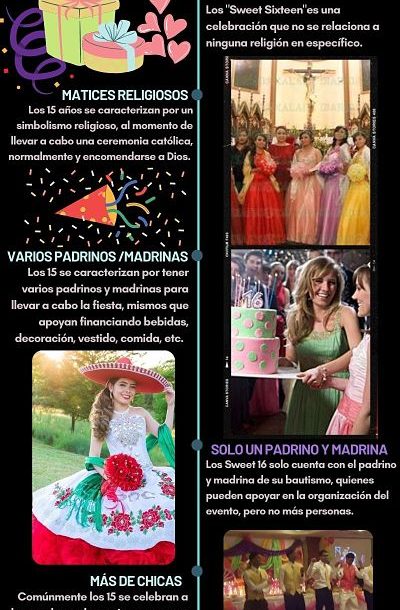 Los "Sweet Sixteen"es una
celebración que no se relaciona a
ninguna religión en específico.
MATICES RELIGIOSOS
Los 15 años se caracterizan por un
simbolismo religioso, al momento de
llevar a cabo una ceremonia católica,
normalmente y encomendarse a Dios.
VARIOS PADRINOS /MADRINAS
Los 15 se caracterizan por tener
varios padrinos y madrinas para
llevar a cabo la fiesta, mismos que
apoyan financiando bebidas,
decoración, vestido, comida, etc.
16
SOLO UN PADRINO Y MADRINA
Los Sweet 16 solo cuenta con el padrino
y madrina de su bautismo, quienes
pueden apoyar en la organización del
evento, pero no más personas.
MÁS DE CHICAS
Comúnmente los 15 se celebran a